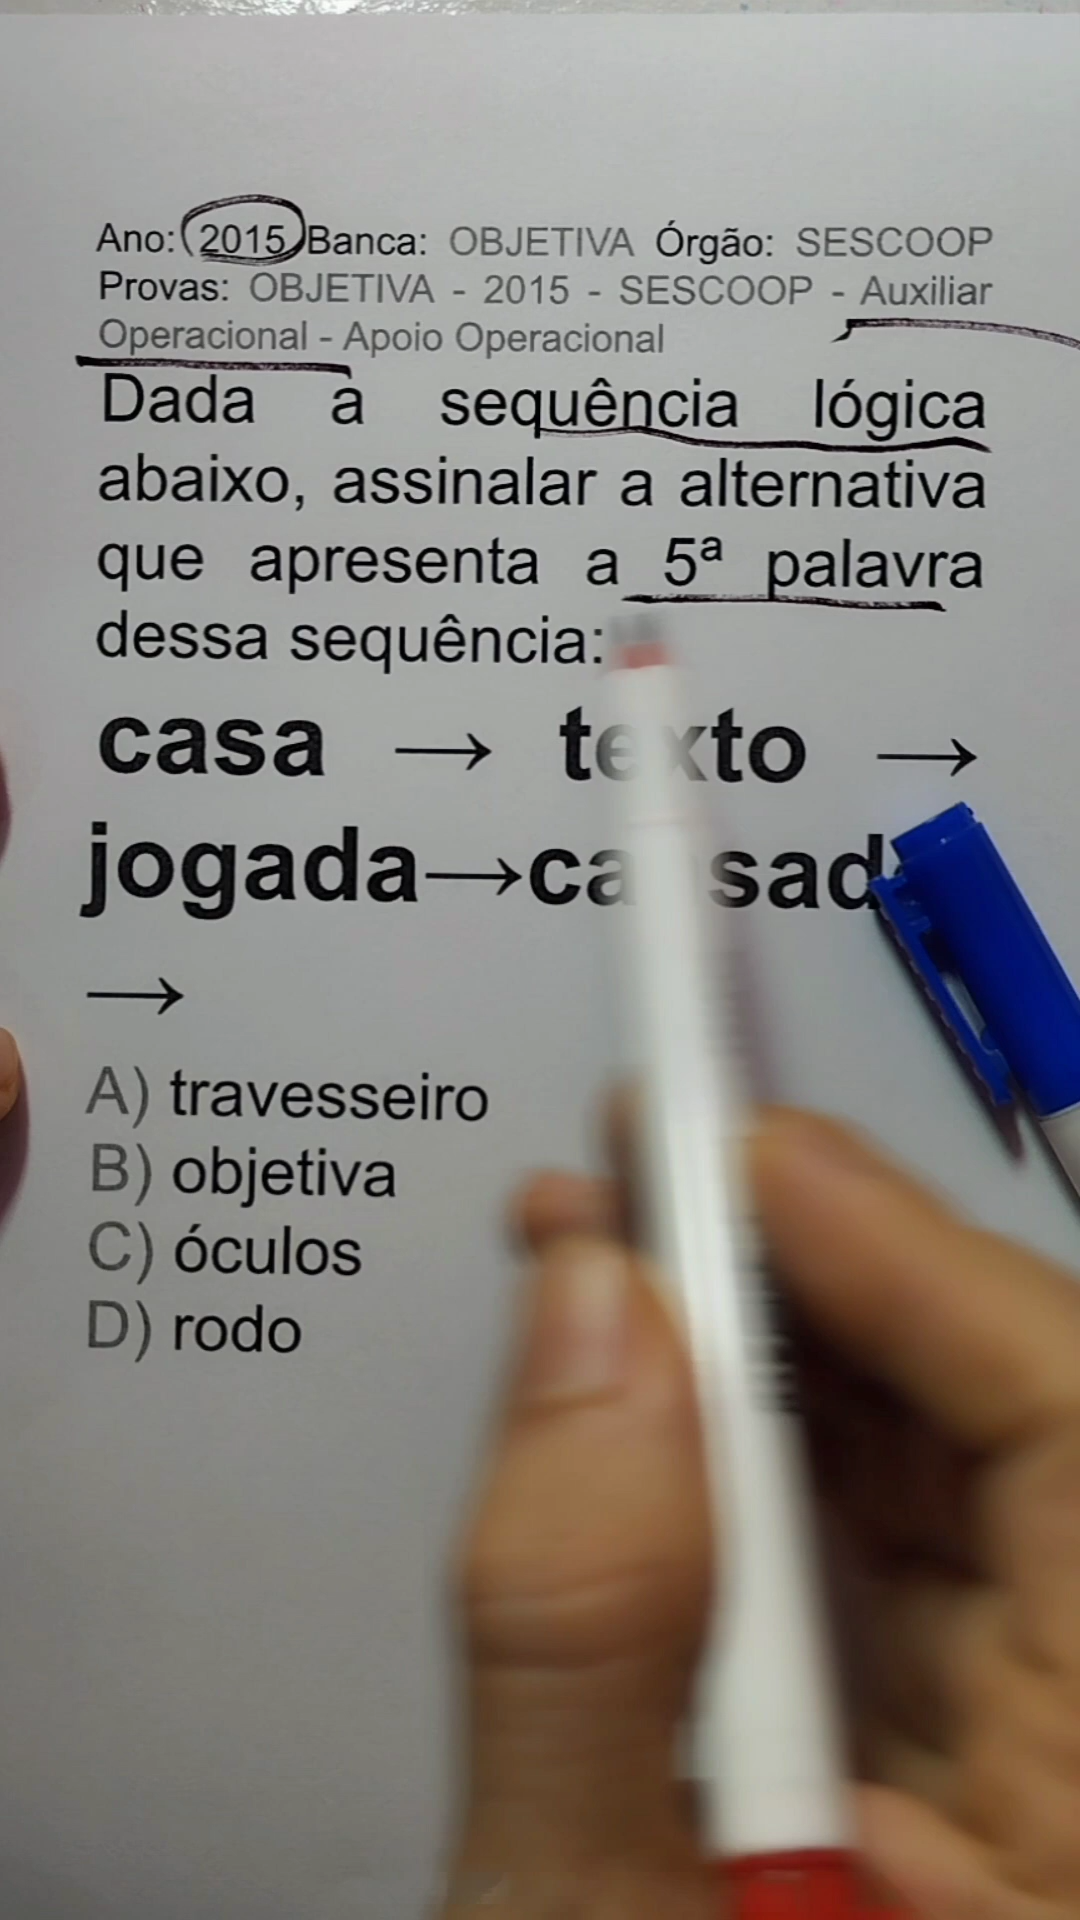 Ano: 2015 Banca: OBJETIVA Órgão: SESCOOP
Provas: OBJETIVA - 2015 - SESCOOP - Auxiliar
Operacional - Apoio Operacional
Dada a sequência lógica
abaixo, assinalar a alternativa
que apresenta a 5ª palavra
dessa sequência:
casa → texto →
jogada→
→
A) travesseiro
B) objetiva
C) óculos
D) rodo